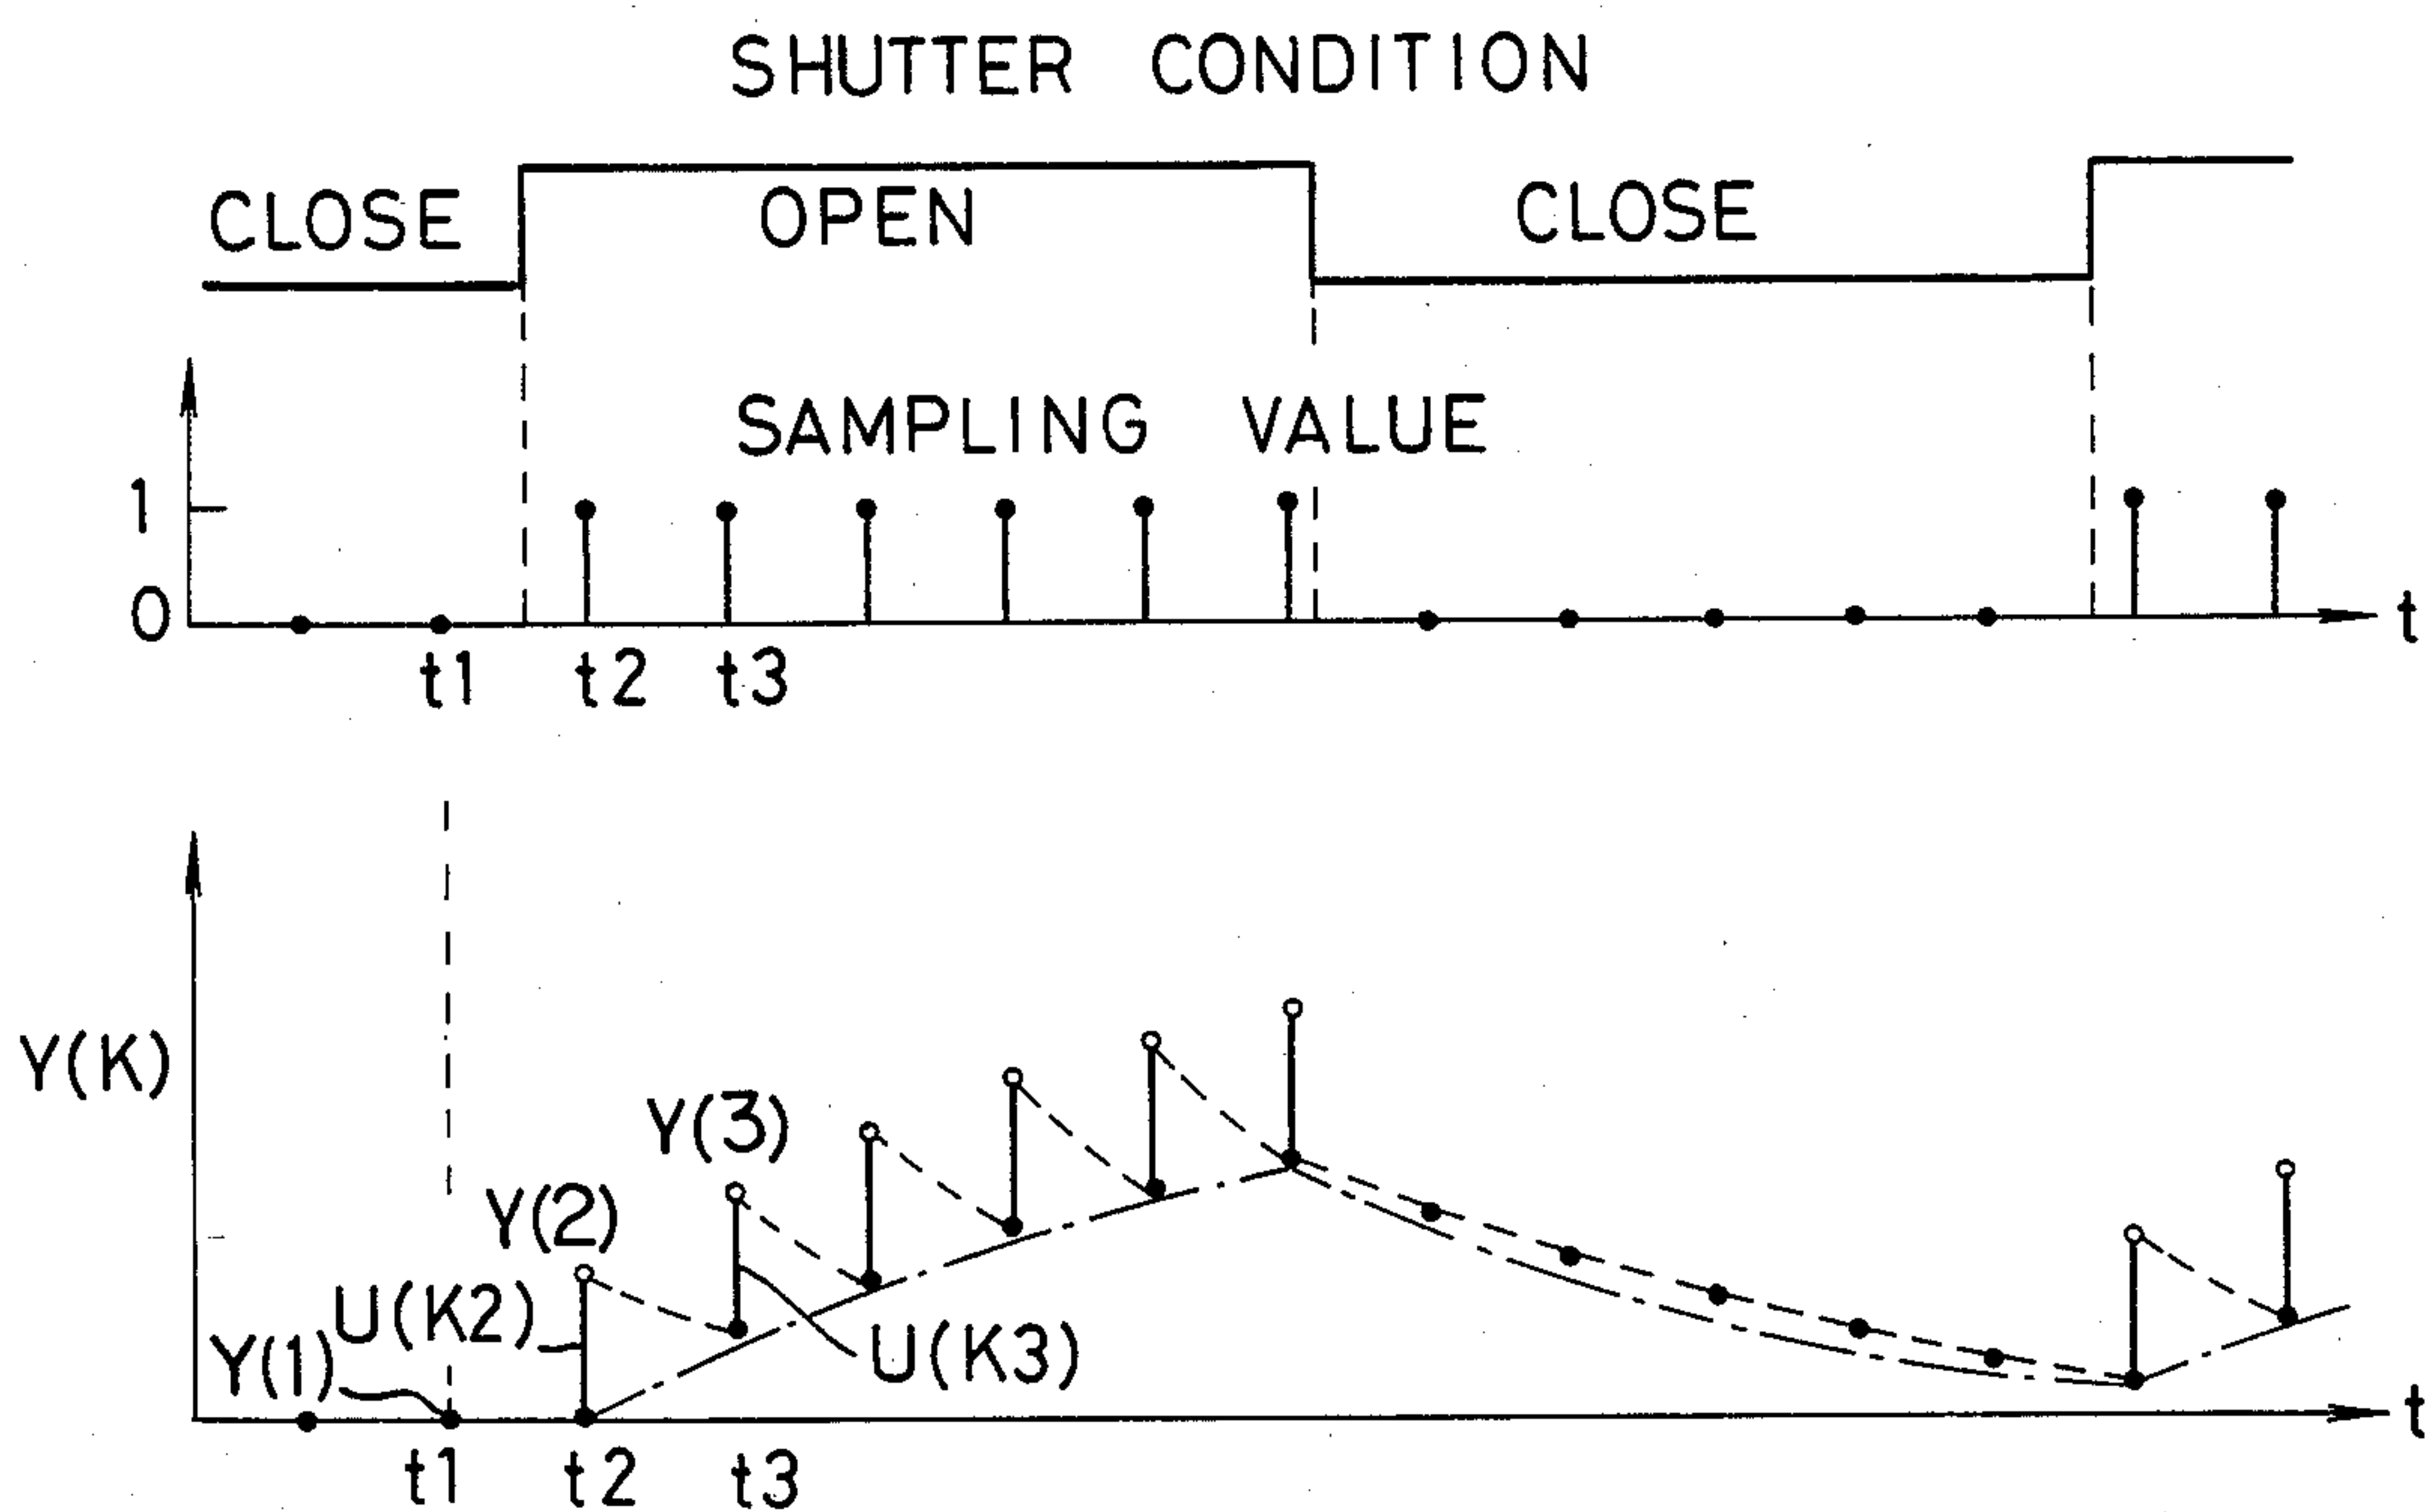 SHUTTER CONDITION
CLOSE
OPEN
CLOSE
SAMPLING VALUE
1
0
t
t1
t2
t3
Y(K)
Y(3)
Y(2)
U(K2)
Y(1)
U(K3)
t
t1
t2
t3